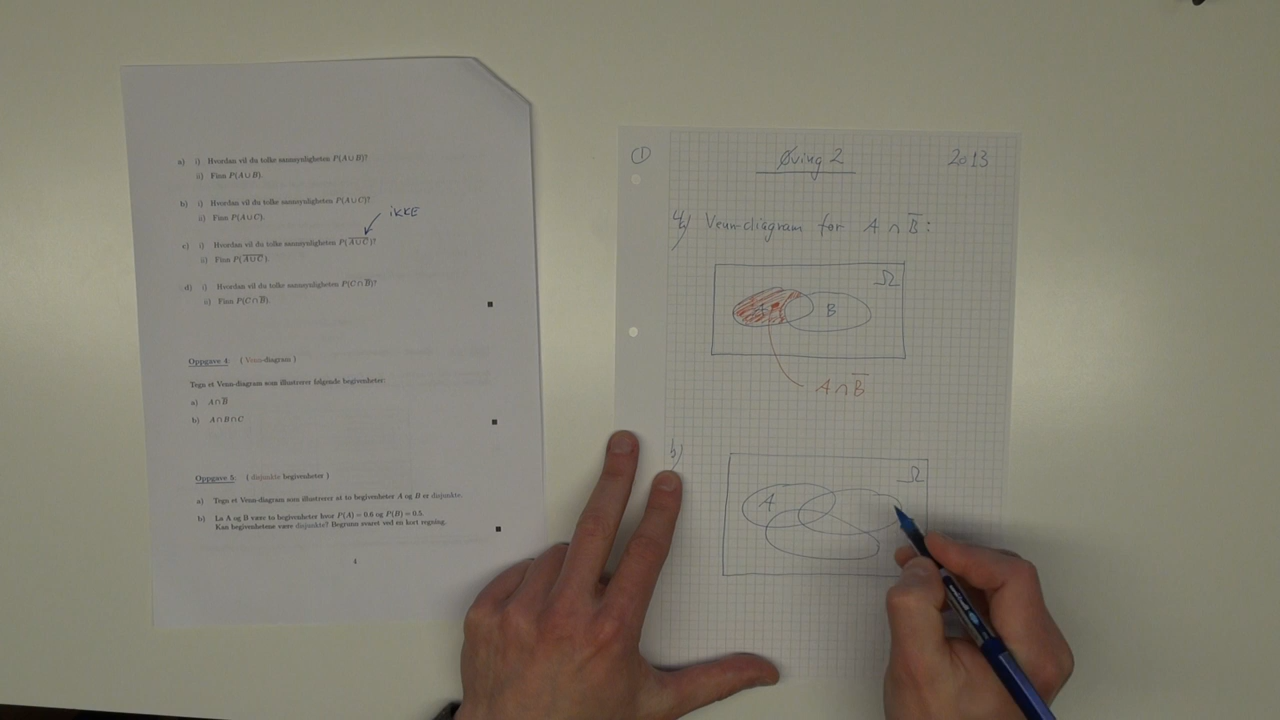 a) i) Hvordan vil du tolke sannsynligheten P(A ∪ B)?
ii) Finn P(A ∪ B).
b) i) Hvordan vil du tolke sannsynligheten P(A ∪ C)?
ii) Finn P(A ∪ C).
IKKE
c) i) Hvordan vil du tolke sannsynligheten P(A̅ ∪̅ C̅)?
ii) Finn P(A̅ ∪̅ C̅).
d) i) Hvordan vil du tolke sannsynligheten P(C ∩ B̅)?
ii) Finn P(C ∩ B̅).
Oppgave 4: ( Venn-diagram )
Tegn et Venn-diagram som illustrerer følgende begivenheter:
a) A ∩ B̅
b) A ∩ B ∩ C
Oppgave 5: ( disjunkte begivenheter )
a) Tegn et Venn-diagram som illustrerer at to begivenheter A og B er disjunkte.
b) La A og B være to begivenheter hvor P(A) = 0.6 og P(B) = 0.5.
Kan begivenhetene være disjunkte? Begrunn svaret ved en kort regning.
4
① Øving 2 2013
Venn-diagram for A ∩ B̅ :
Ω
A B
A ∩ B̅
b)
Ω
A